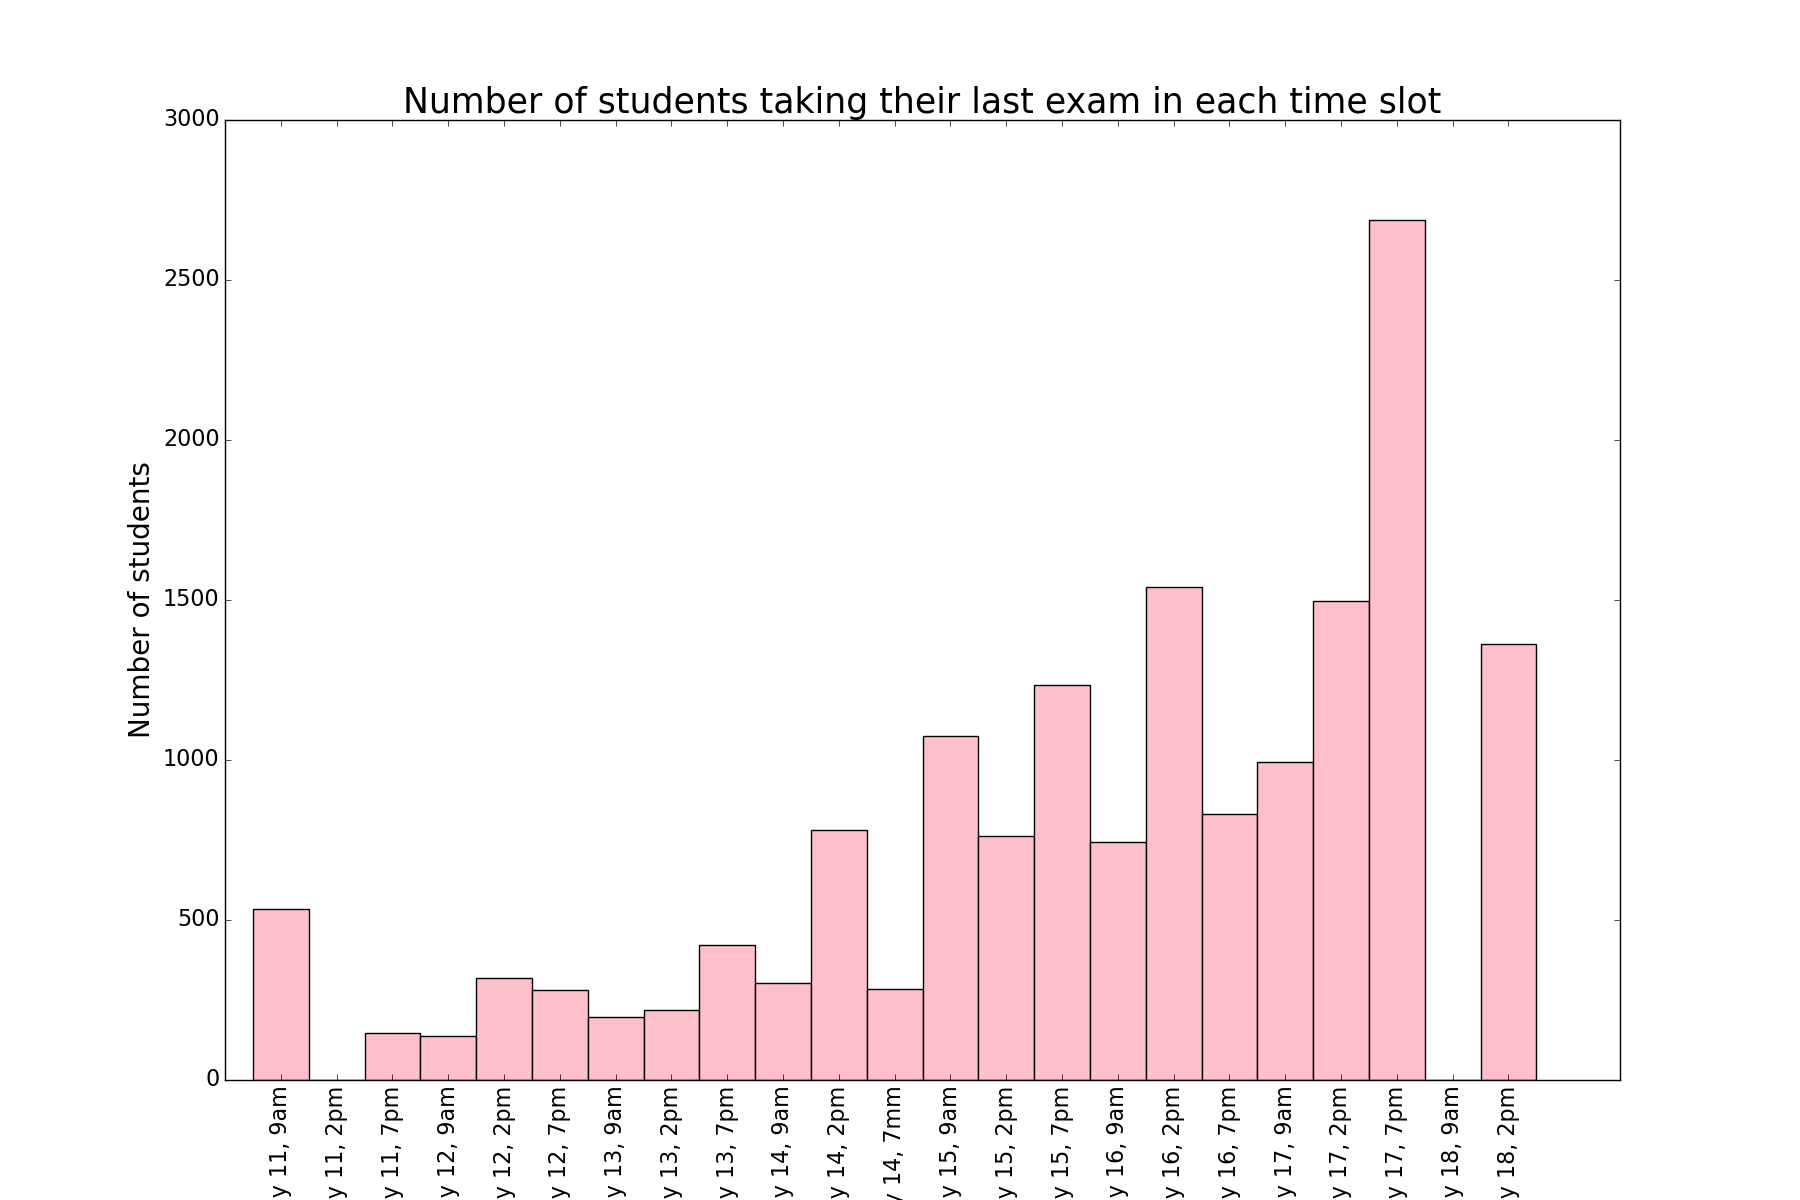 Number of students taking their last exam in each time slot
Number of students
3000
2500
2000
1500
1000
500
0
y 11, 9am
y 11, 2pm
y 11, 7pm
y 12, 9am
y 12, 2pm
y 12, 7pm
y 13, 9am
y 13, 2pm
y 13, 7pm
y 14, 9am
y 14, 2pm
y 14, 7mm
y 15, 9am
y 15, 2pm
y 15, 7pm
y 16, 9am
y 16, 2pm
y 16, 7pm
y 17, 9am
y 17, 2pm
y 17, 7pm
y 18, 9am
y 18, 2pm